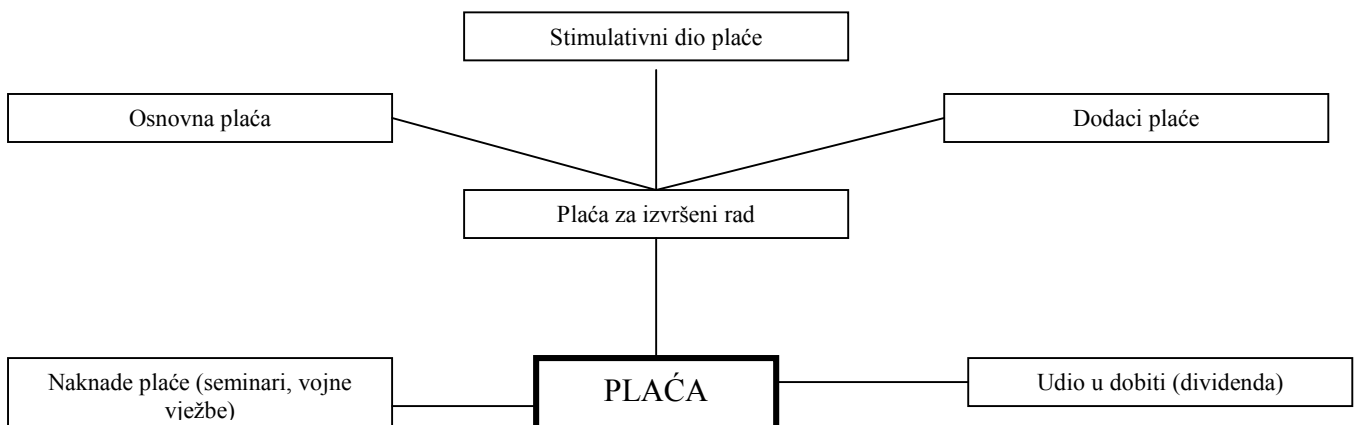 Stimulativni dio plaće
Osnovna plaća
Dodaci plaće
Plaća za izvršeni rad
Naknade plaće (seminari, vojne
vježbe)
PLAĆA
Udio u dobiti (dividenda)